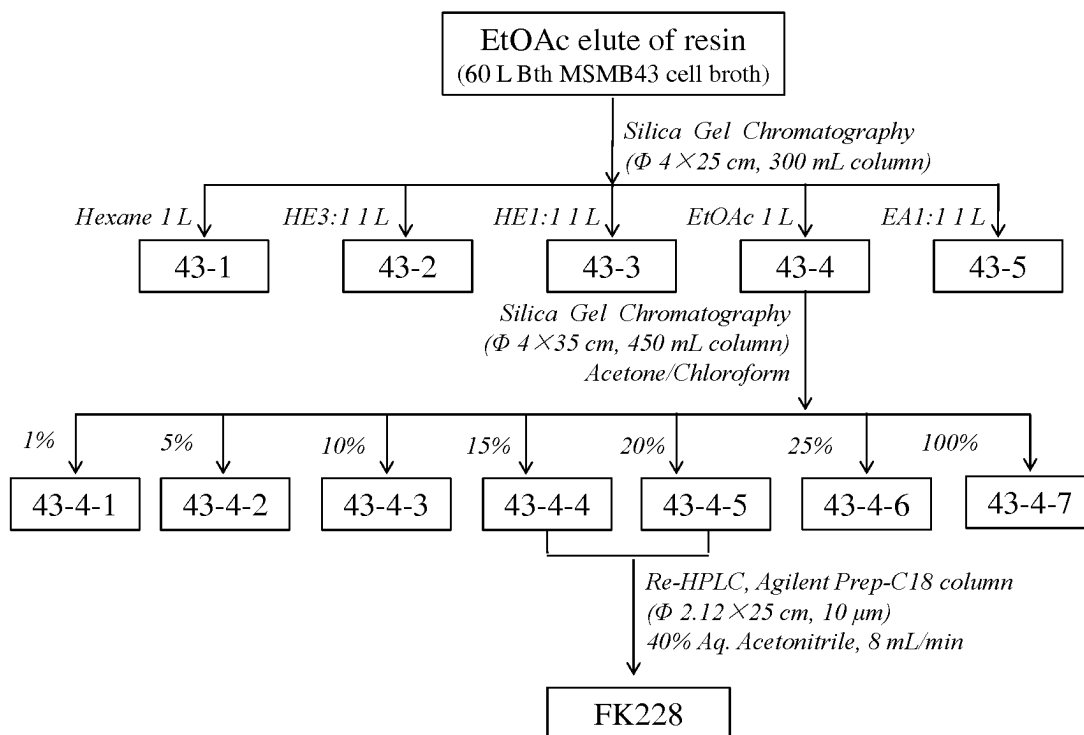 EtOAc elute of resin
(60 L Bth MSMB43 cell broth)
Silica Gel Chromatography
(Φ 4×25 cm, 300 mL column)
Hexane 1 L
HE3:1 1 L
HE1:1 1 L
EtOAc 1 L
EA1:1 1 L
43-1
43-2
43-3
43-4
43-5
Silica Gel Chromatography
(Φ 4×35 cm, 450 mL column)
Acetone/Chloroform
1%
5%
10%
15%
20%
25%
100%
43-4-1
43-4-2
43-4-3
43-4-4
43-4-5
43-4-6
43-4-7
Re-HPLC, Agilent Prep-C18 column
(Φ 2.12×25 cm, 10 μm)
40% Aq. Acetonitrile, 8 mL/min
FK228